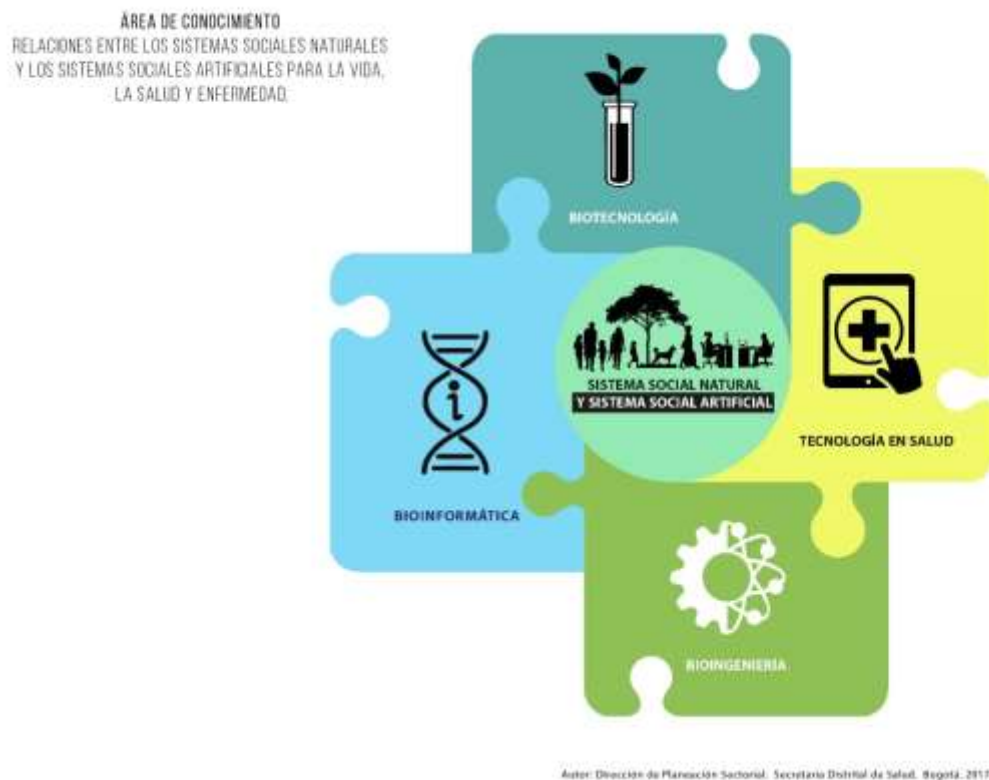 ÁREA DE CONOCIMIENTO
RELACIONES ENTRE LOS SISTEMAS SOCIALES NATURALES
Y LOS SISTEMAS SOCIALES ARTIFICIALES PARA LA VIDA,
LA SALUD Y ENFERMEDAD.
BIOTECNOLOGÍA
SISTEMA SOCIAL NATURAL
Y SISTEMA SOCIAL ARTIFICIAL
TECNOLOGÍA EN SALUD
i
BIOINFORMÁTICA
BIOINGENIERÍA
Autor: Dirección de Planeación Sectorial. Secretaria Distrital de Salud. Bogotá, 2017